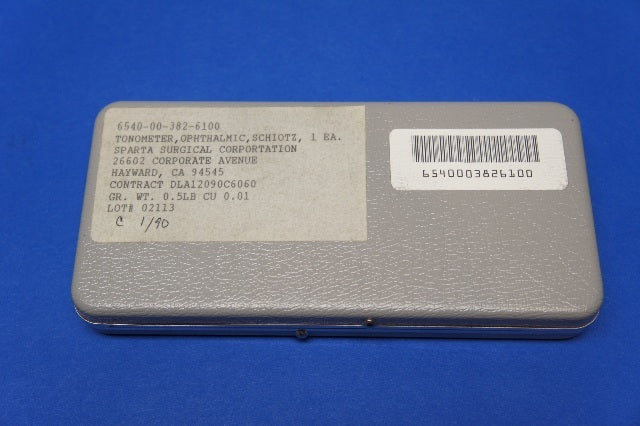 6540-00-382-6100
TONOMETER,OPHTHALMIC,SCHIOTZ, 1 EA.
SPARTA SURGICAL CORPORTATION
26602 CORPORATE AVENUE
HAYWARD, CA 94545
CONTRACT DLA12090C6060
GR. WT. 0.5LB CU 0.01
LOT# 02113
C 1/90
6540003826100